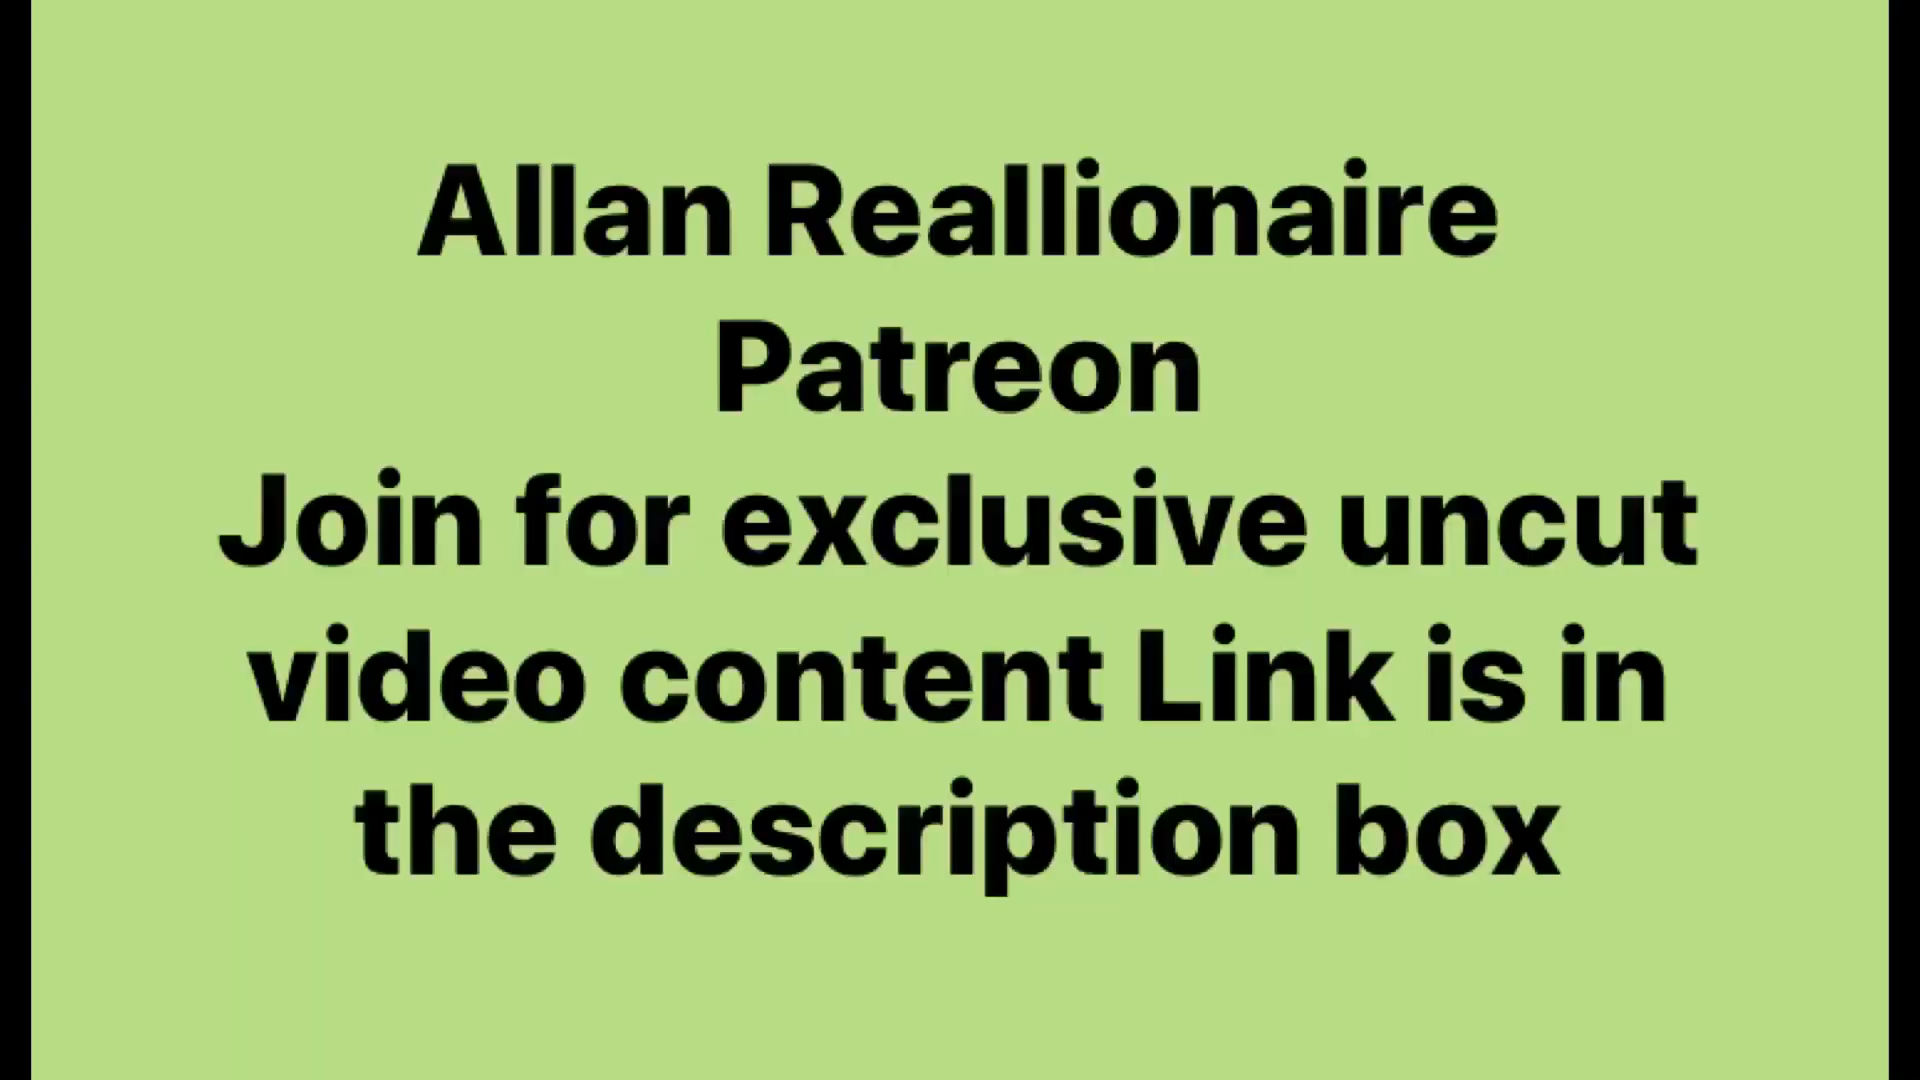 Allan Reallionaire
Patreon
Join for exclusive uncut
video content Link is in
the description box